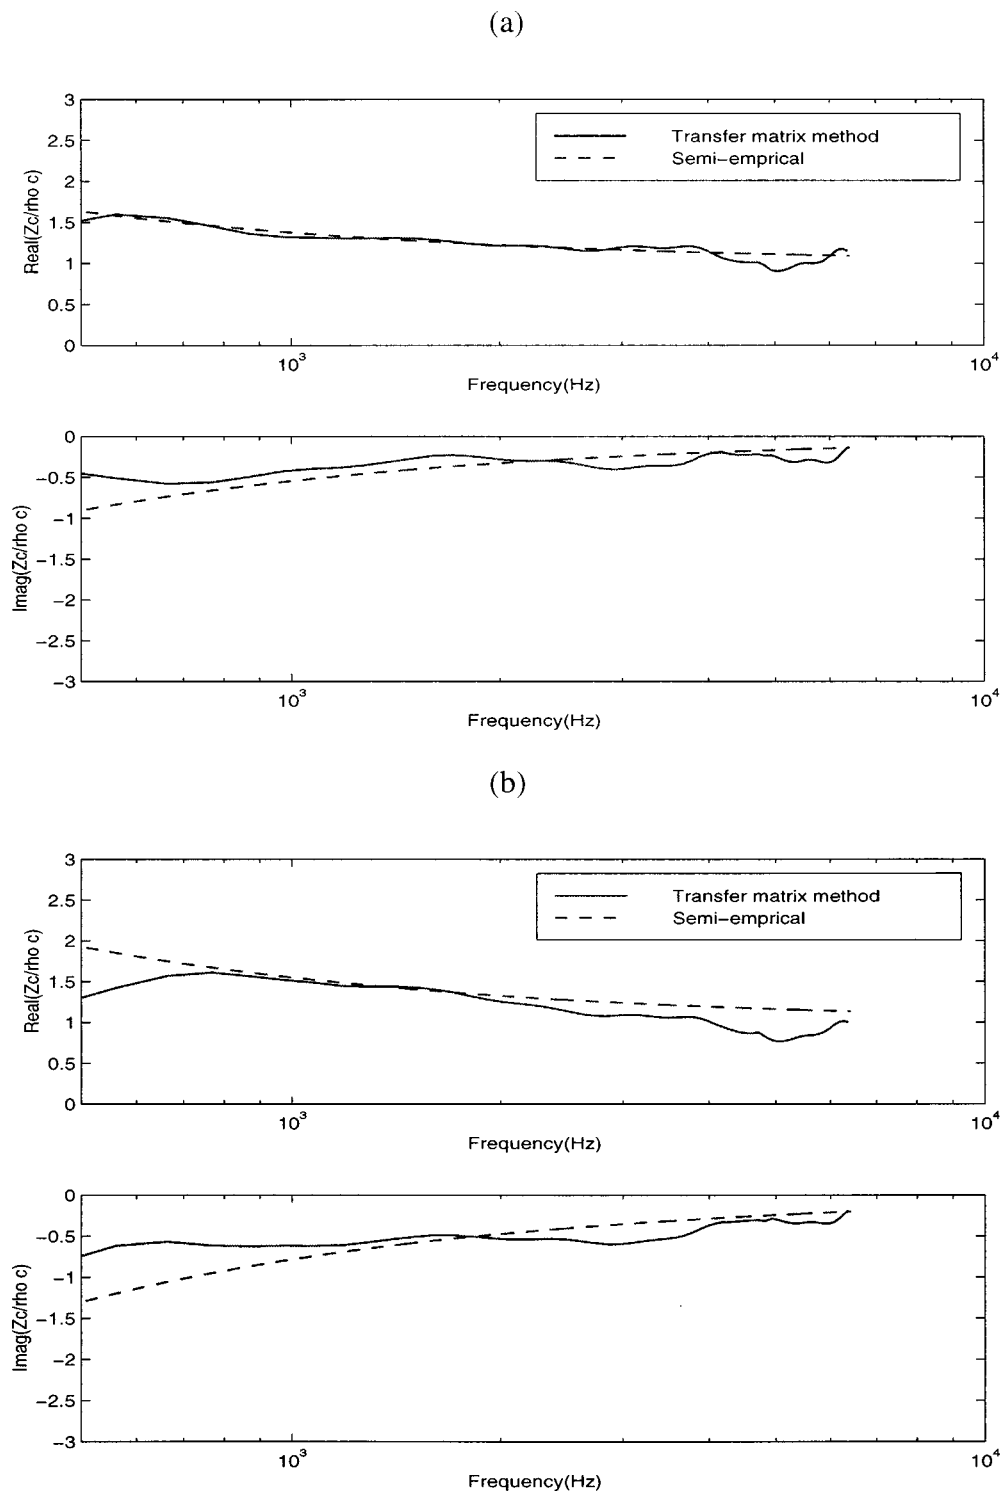 (a)
3
2.5
2
1.5
1
0.5
0
Real(Zc/rho c)
Transfer matrix method
Semi−emprical
10³ 10⁴
Frequency(Hz)
0
−0.5
−1
−1.5
−2
−2.5
−3
Imag(Zc/rho c)
10³ 10⁴
Frequency(Hz)
(b)
3
2.5
2
1.5
1
0.5
0
Real(Zc/rho c)
Transfer matrix method
Semi−emprical
10³ 10⁴
Frequency(Hz)
0
−0.5
−1
−1.5
−2
−2.5
−3
Imag(Zc/rho c)
10³ 10⁴
Frequency(Hz)